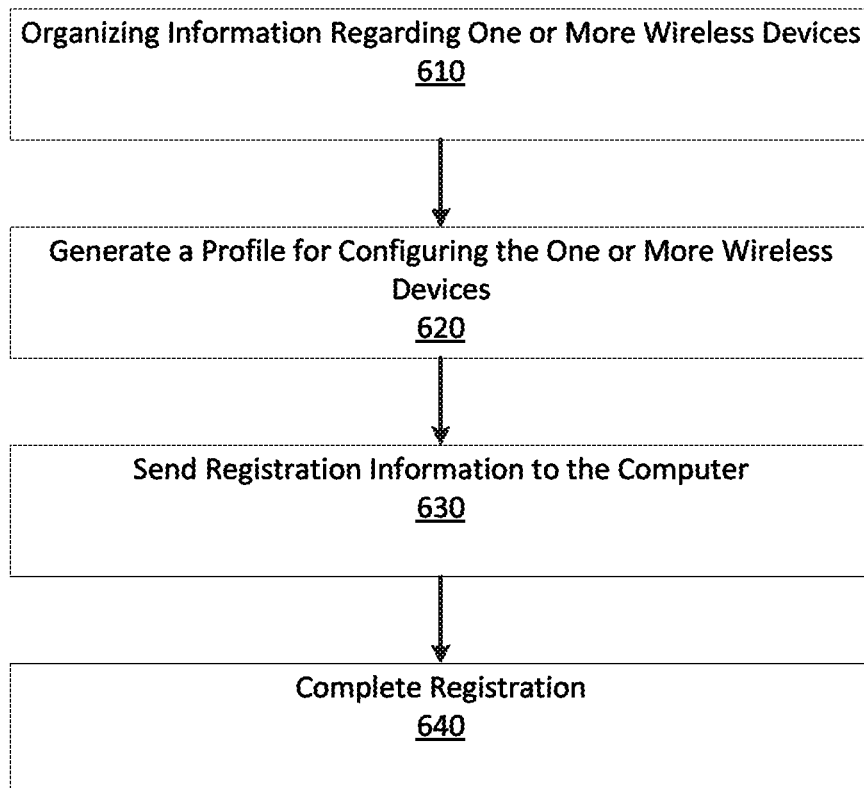 Organizing Information Regarding One or More Wireless Devices
610
Generate a Profile for Configuring the One or More Wireless
Devices
620
Send Registration Information to the Computer
630
Complete Registration
640